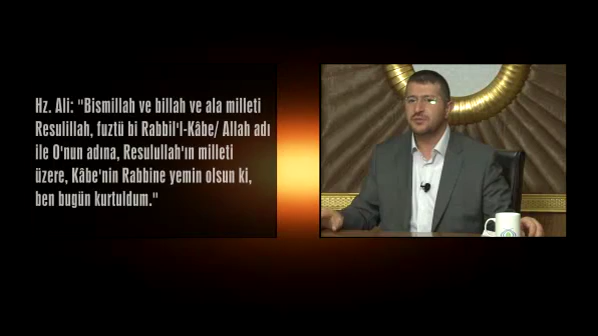 Hz. Ali: "Bismillah ve billah ve ala milleti
Resulillah, fuztü bi Rabbil'l-Kâbe/ Allah adı
ile O'nun adına, Resulullah'ın milleti
üzere, Kâbe'nin Rabbine yemin olsun ki,
ben bugün kurtuldum."